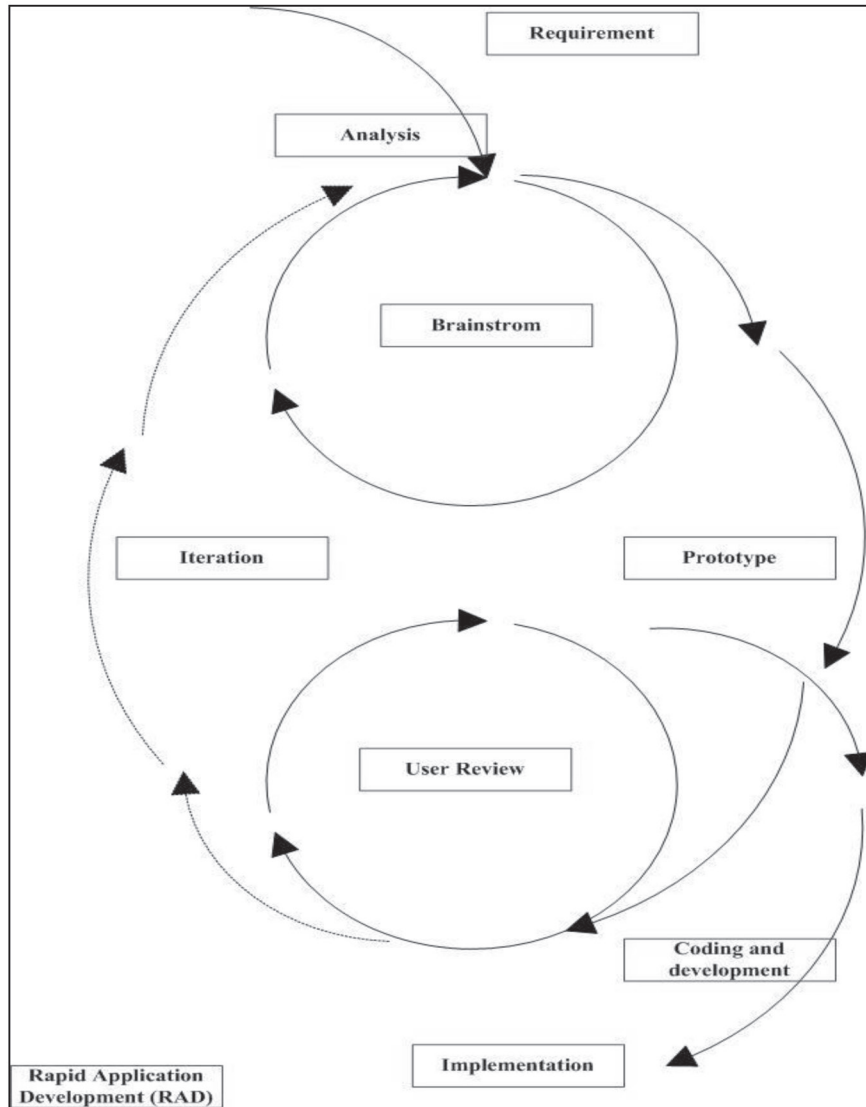 Requirement
Analysis
Brainstrom
Iteration
Prototype
User Review
Coding and
development
Implementation
Rapid Application
Development (RAD)